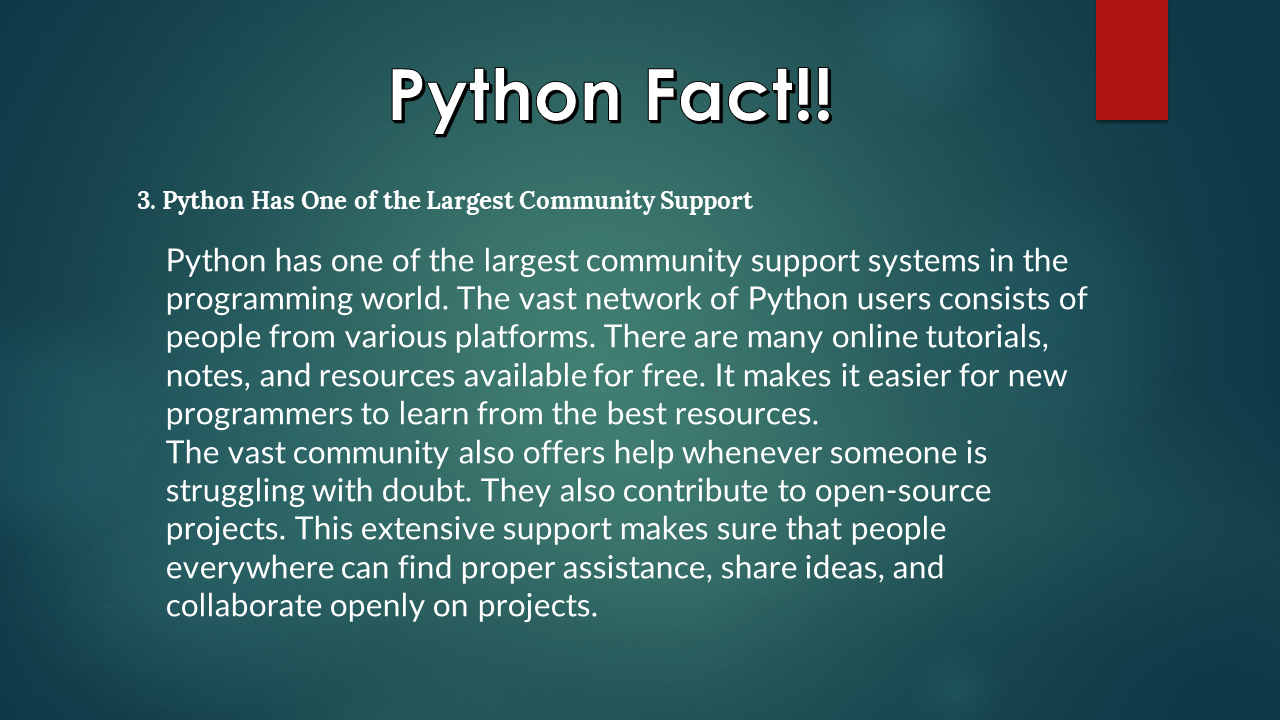 Python Fact!!
3. Python Has One of the Largest Community Support
Python has one of the largest community support systems in the
programming world. The vast network of Python users consists of
people from various platforms. There are many online tutorials,
notes, and resources available for free. It makes it easier for new
programmers to learn from the best resources.
The vast community also offers help whenever someone is
struggling with doubt. They also contribute to open-source
projects. This extensive support makes sure that people
everywhere can find proper assistance, share ideas, and
collaborate openly on projects.